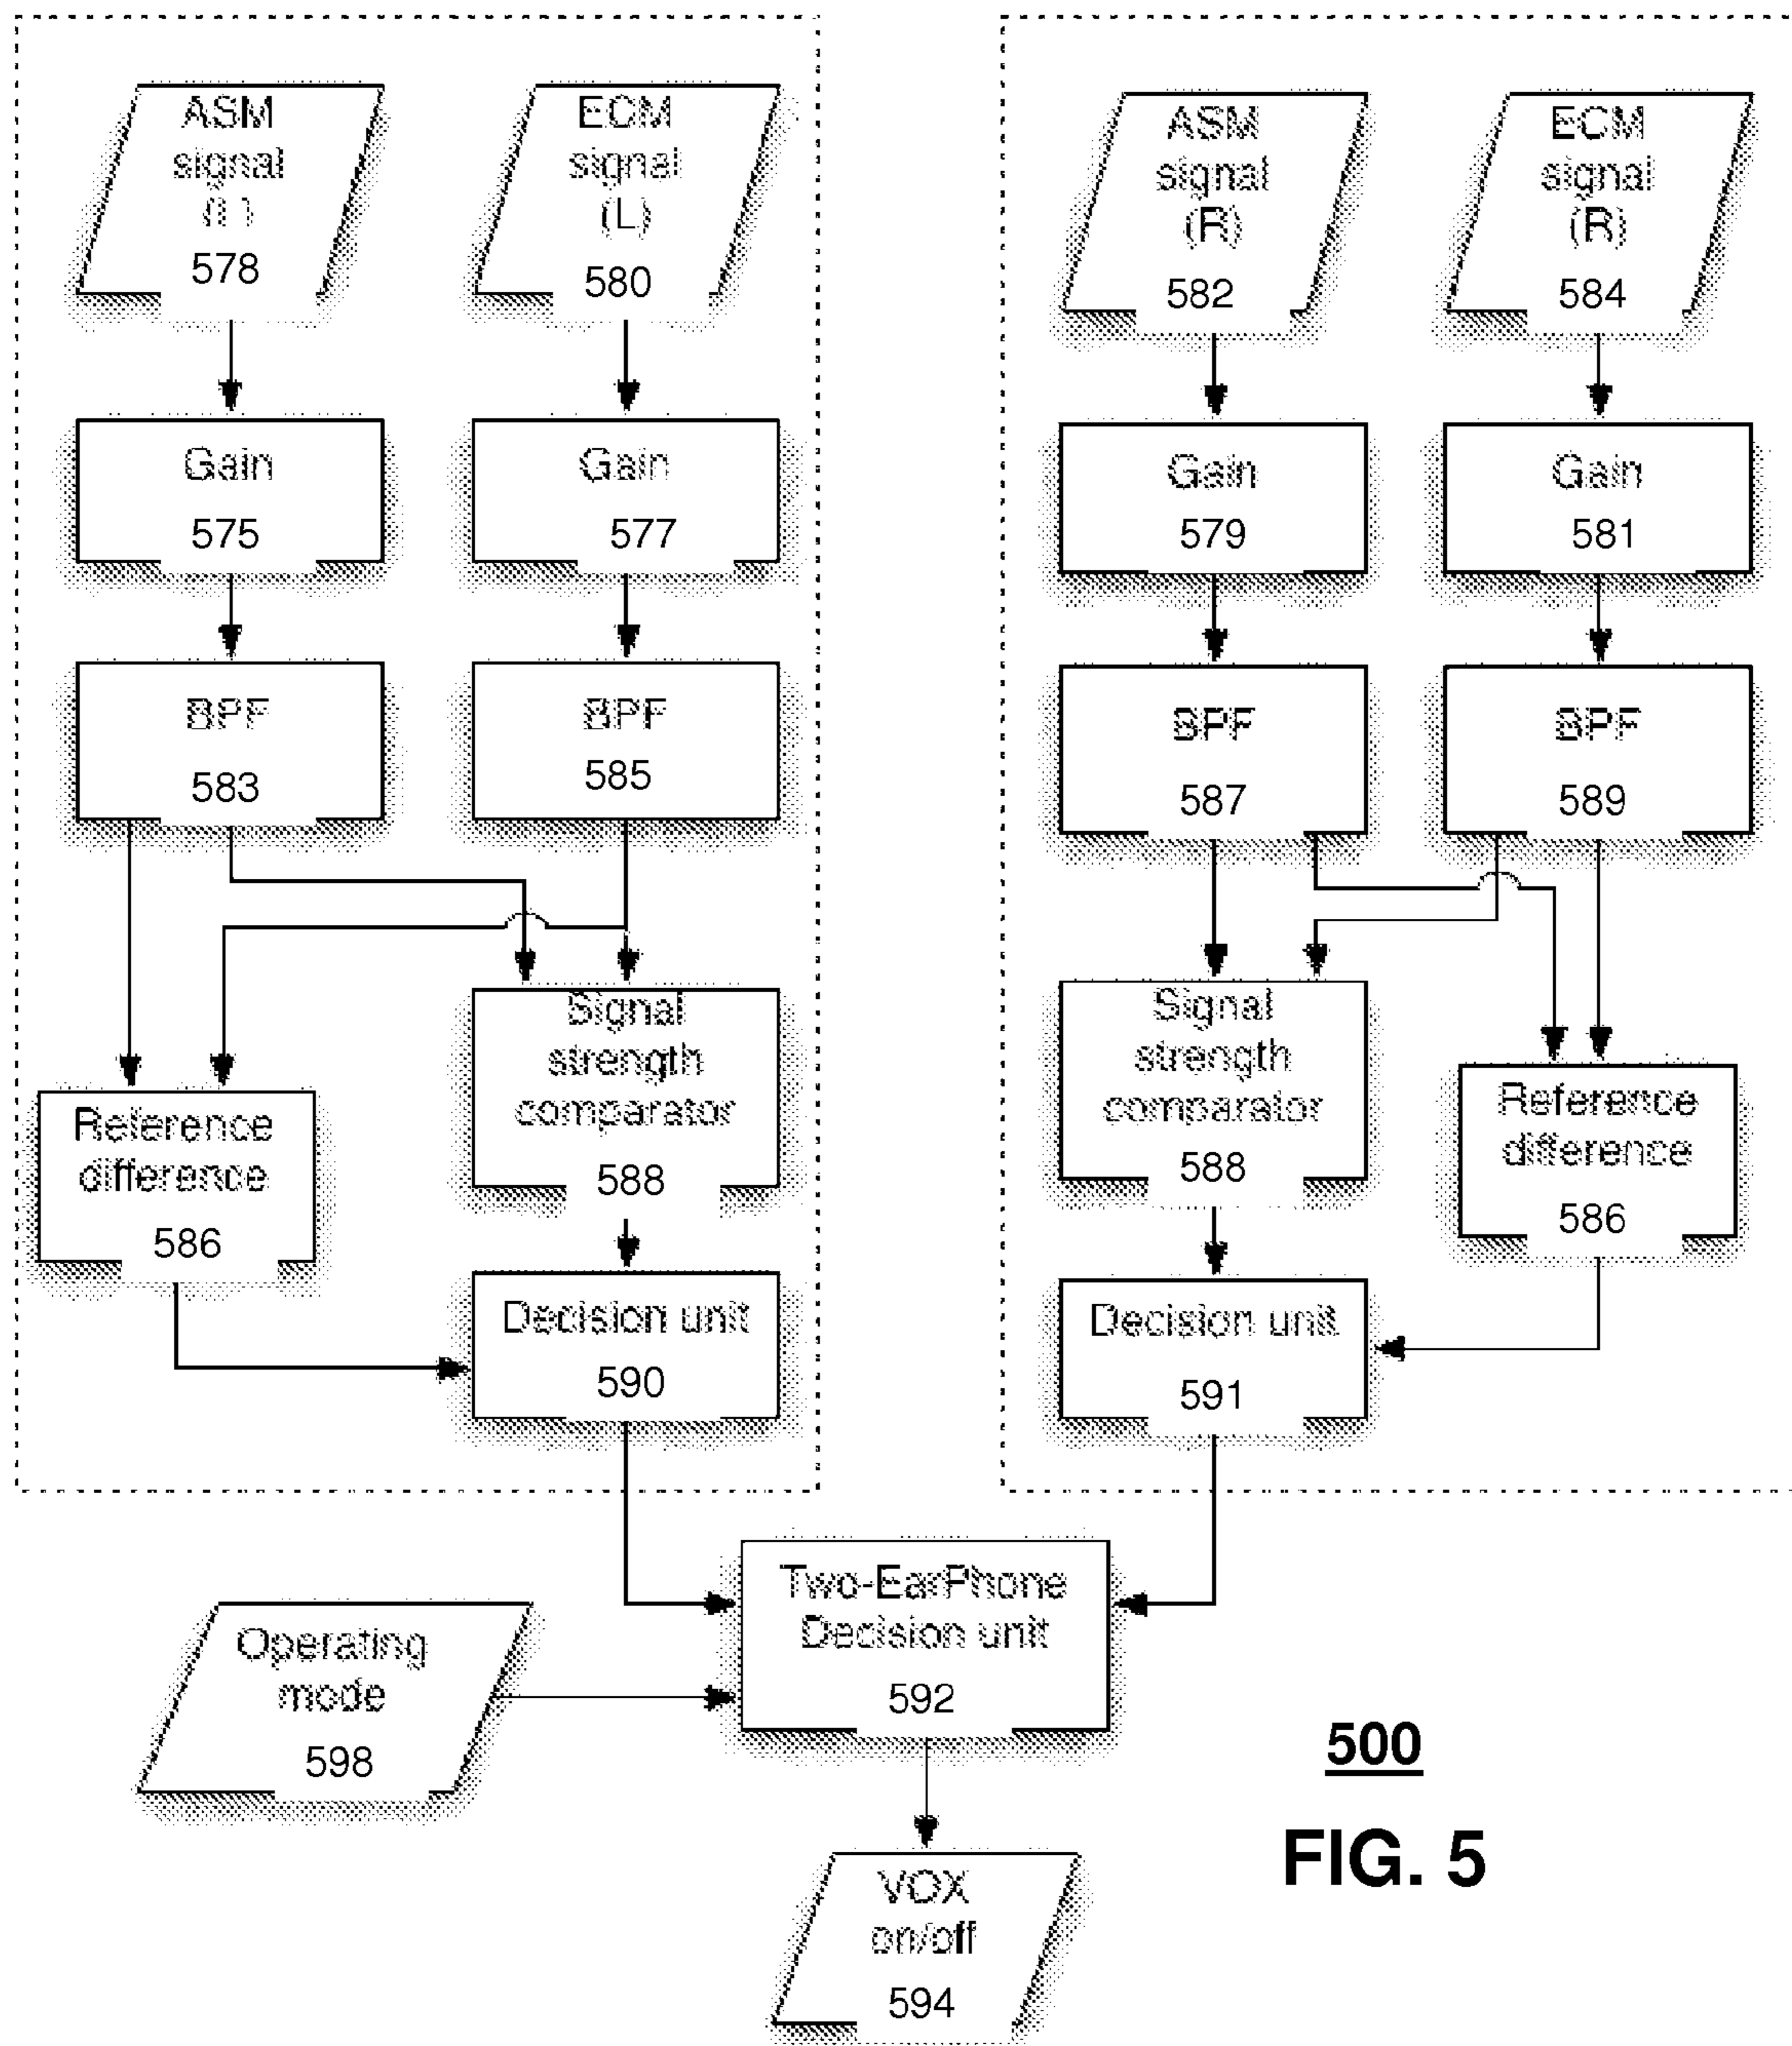 ASM
signal
(L)
578
ECM
signal
(L)
580
Gain
575
Gain
577
BPF
583
BPF
585
Reference
difference
586
Signal
strength
comparator
588
Decision unit
590
ASM
signal
(R)
582
ECM
signal
(R)
584
Gain
579
Gain
581
BPF
587
BPF
589
Signal
strength
comparator
588
Reference
difference
586
Decision unit
591
Two-EarPhone
Decision unit
592
Operating
mode
598
VOX
on/off
594
500
FIG. 5